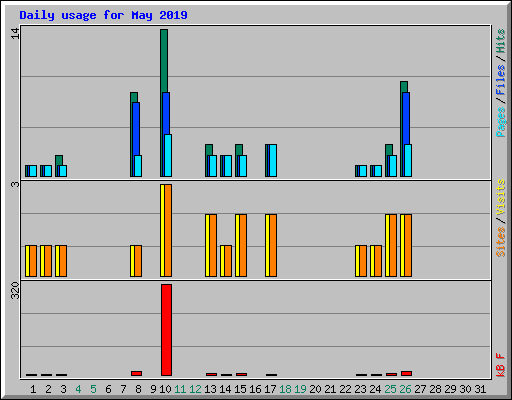 Daily usage for May 2019
14
Pages/Files/Hits
3
Sites/Visits
320
kB F
1 2 3 4 5 6 7 8 9 10 11 12 13 14 15 16 17 18 19 20 21 22 23 24 25 26 27 28 29 30 31